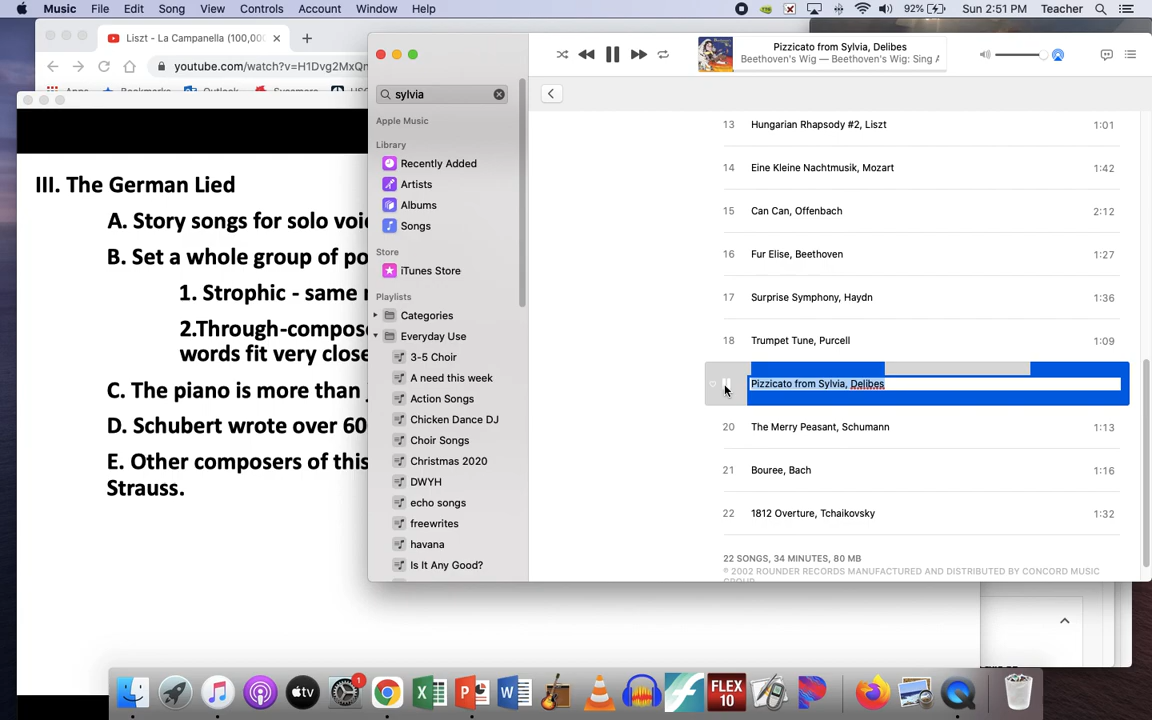 Music File Edit Song View Controls Account Window Help
92% Sun 2:51 PM Teacher
Liszt - La Campanella (100,000
youtube.com/watch?v=H1Dvg2MxQ
Apps Bookmarks Outlook Sycamore
III. The German Lied
A. Story songs for solo
B. Set a whole group of
1. Strophic - same
words fit very close
C. The piano is more than
D. Schubert wrote over
E. Other composers of this
Strauss.
sylvia
Apple Music
Library
Recently Added
Artists
Albums
Songs
Store
iTunes Store
Playlists
Categories
Everyday Use
3-5 Choir
A need this week
Action Songs
Chicken Dance DJ
Choir Songs
Christmas 2020
DWYH
echo songs
freewrites
havana
Is It Any Good?
Pizzicato from Sylvia, Delibes
Beethoven's Wig — Beethoven's Wig: Sing
13 Hungarian Rhapsody #2, Liszt 1:01
14 Eine Kleine Nachtmusik, Mozart 1:42
15 Can Can, Offenbach 2:12
16 Fur Elise, Beethoven 1:27
17 Surprise Symphony, Haydn 1:36
18 Trumpet Tune, Purcell 1:09
Pizzicato from Sylvia, Delibes
20 The Merry Peasant, Schumann 1:13
21 Bouree, Bach 1:16
22 1812 Overture, Tchaikovsky 1:32
22 SONGS, 34 MINUTES, 80 MB
℗ 2002 ROUNDER RECORDS MANUFACTURED AND DISTRIBUTED BY CONCORD MUSIC
GROUP
1
tv
FLEX
10